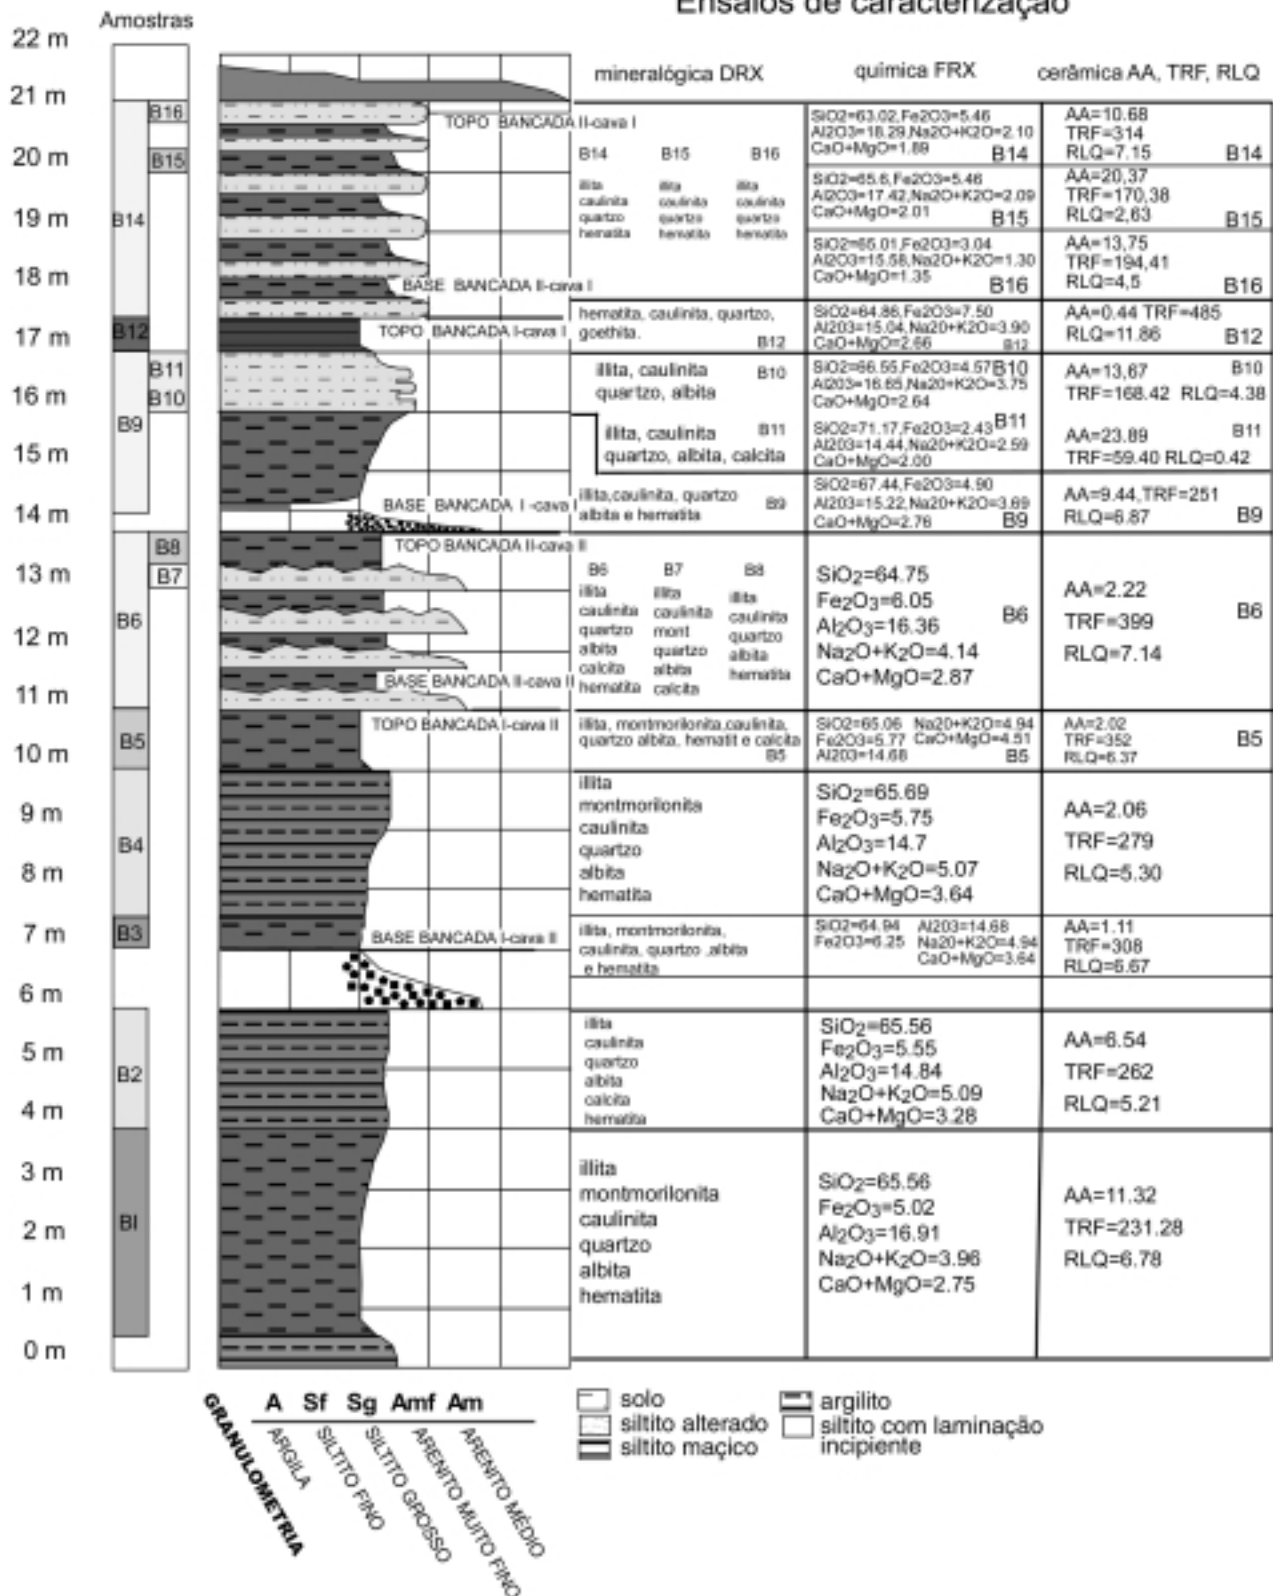 Ensaios de caracterização
Amostras
mineralógica DRX
química FRX
cerâmica AA, TRF, RLQ
22 m
21 m
20 m
19 m
18 m
17 m
16 m
15 m
14 m
13 m
12 m
11 m
10 m
9 m
8 m
7 m
6 m
5 m
4 m
3 m
2 m
1 m
0 m
B16
B15
B14
B12
B11
B10
B9
B8
B7
B6
B5
B4
B3
B2
BI
TOPO BANCADA II-cava I
BASE BANCADA II-cava I
TOPO BANCADA I-cava I
BASE BANCADA I -cava I
TOPO BANCADA II-cava II
BASE BANCADA II-cava II
TOPO BANCADA I-cava II
BASE BANCADA I-cava II
B14 B15 B16
illita illita illita
caulinita caulinita caulinita
quartzo quartzo quartzo
hematita hematita hematita
SiO2=63.02,Fe2O3=5.46
Al2O3=18.29,Na2O+K2O=2.10
CaO+MgO=1.89 B14
AA=10.68
TRF=314
RLQ=7.15 B14
SiO2=65.6,Fe2O3=5.46
Al2O3=17.42,Na2O+K2O=2.09
CaO+MgO=2.01 B15
AA=20,37
TRF=170,38
RLQ=2,63 B15
SiO2=65.01,Fe2O3=3.04
Al2O3=15.58,Na2O+K2O=1.30
CaO+MgO=1.35 B16
AA=13,75
TRF=194,41
RLQ=4,5 B16
hematita, caulinita, quartzo,
goethita. B12
SiO2=64.86,Fe2O3=7.50
Al203=15.04,Na20+K2O=3.90
CaO+MgO=2.66 B12
AA=0.44 TRF=485
RLQ=11.86 B12
illita, caulinita B10
quartzo, albita
SiO2=66.55,Fe2O3=4.57 B10
Al203=16.65,Na20+K2O=3.75
CaO+MgO=2.64
AA=13,67 B10
TRF=168.42 RLQ=4.38
illita, caulinita B11
quartzo, albita, calcita
SiO2=71.17,Fe2O3=2.43 B11
Al203=14.44,Na20+K2O=2.59
CaO+MgO=2.00
AA=23.89 B11
TRF=59.40 RLQ=0.42
illita,caulinita, quartzo
albita e hematita B9
SiO2=67.44,Fe2O3=4.90
Al203=15.22,Na20+K2O=3.69
CaO+MgO=2.76 B9
AA=9.44,TRF=251
RLQ=6.87 B9
B6 B7 B8
illita illita illita
caulinita caulinita caulinita
quartzo mont quartzo
albita quartzo albita
calcita albita hematita
hematita calcita
SiO2=64.75
Fe2O3=6.05
Al2O3=16.36
Na2O+K2O=4.14
CaO+MgO=2.87
B6
AA=2.22
TRF=399
RLQ=7.14
B6
illita, montmorilonita,caulinita,
quartzo albita, hematit e calcita
B5
SiO2=65.06 Na20+K2O=4.94
Fe2O3=5.77 CaO+MgO=4.51
Al203=14.68 B5
AA=2.02
TRF=352
RLQ=6.37
B5
illita
montmorilonita
caulinita
quartzo
albita
hematita
SiO2=65.69
Fe2O3=5.75
Al2O3=14.7
Na2O+K2O=5.07
CaO+MgO=3.64
AA=2.06
TRF=279
RLQ=5.30
illita, montmorilonita,
caulinita, quartzo ,albita
e hematita
SiO2=64.94 Al203=14.68
Fe2O3=6.25 Na20+K2O=4.94
CaO+MgO=3.64
AA=1.11
TRF=308
RLQ=6.67
illita
caulinita
quartzo
albita
calcita
hematita
SiO2=65.56
Fe2O3=5.55
Al2O3=14.84
Na2O+K2O=5.09
CaO+MgO=3.28
AA=6.54
TRF=262
RLQ=5.21
illita
montmorilonita
caulinita
quartzo
albita
hematita
SiO2=65.56
Fe2O3=5.02
Al2O3=16.91
Na2O+K2O=3.96
CaO+MgO=2.75
AA=11.32
TRF=231.28
RLQ=6.78
GRANULOMETRIA
A Sf Sg Amf Am
ARGILA
SILTITO FINO
SILTITO GROSSO
ARENITO MUITO FINO
ARENITO MÉDIO
solo
siltito alterado
siltito maçico
argilito
siltito com laminação
incipiente